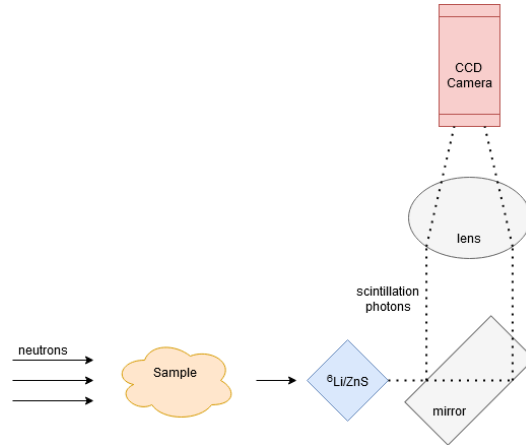 CCD
Camera
lens
scintillation
photons
neutrons
Sample
⁶Li/ZnS
mirror